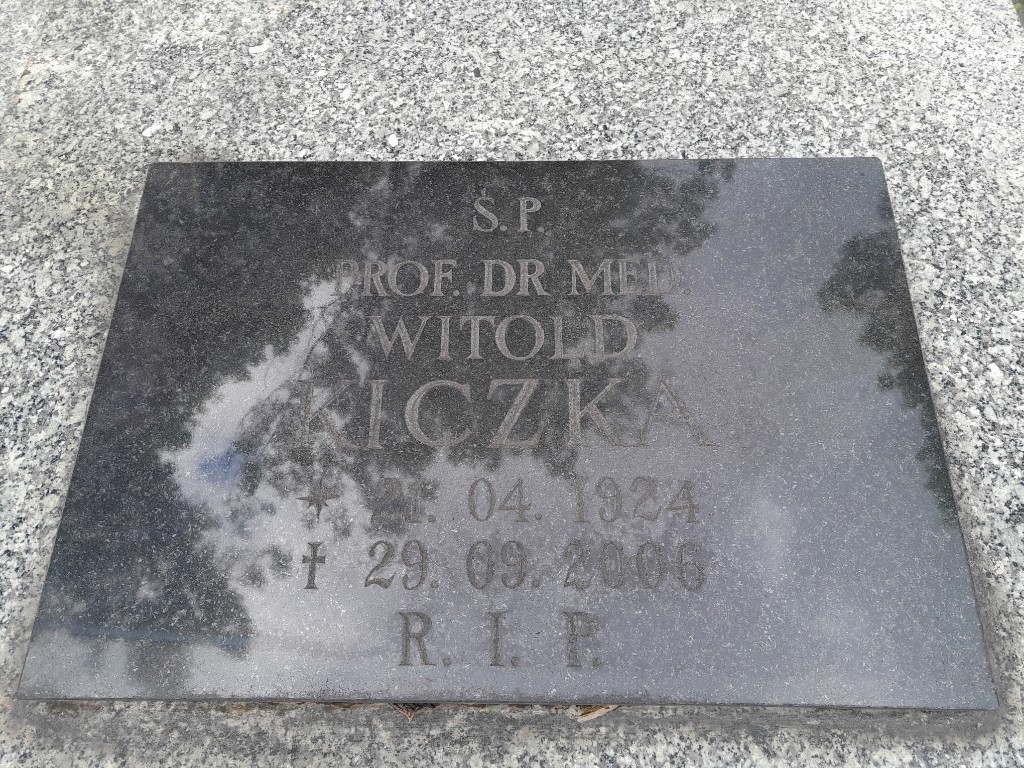 S.P.
PROF. DR MED.
WITOLD
KICZKA
* 21. 04. 1924
† 29. 09. 2006
R. I. P.